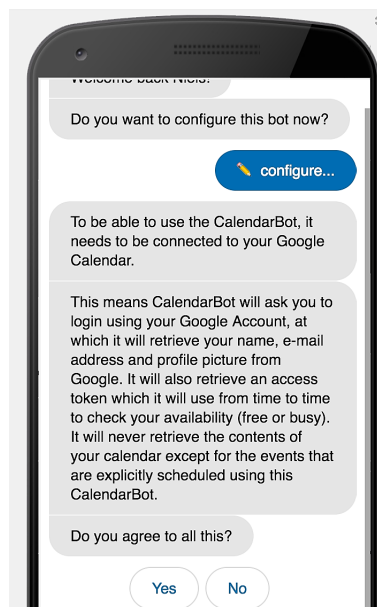 Welcome back Niels!
Do you want to configure this bot now?
configure...
To be able to use the CalendarBot, it
needs to be connected to your Google
Calendar.
This means CalendarBot will ask you to
login using your Google Account, at
which it will retrieve your name, e-mail
address and profile picture from
Google. It will also retrieve an access
token which it will use from time to time
to check your availability (free or busy).
It will never retrieve the contents of
your calendar except for the events that
are explicitly scheduled using this
CalendarBot.
Do you agree to all this?
Yes No